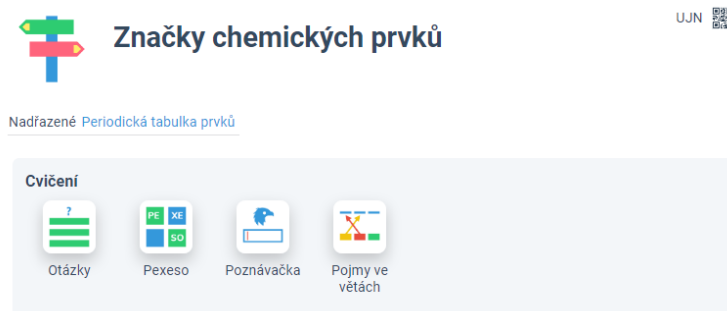 UJN
Značky chemických prvků
Nadřazené Periodická tabulka prvků
Cvičení
?
PE XE
SO
Otázky Pexeso Poznávačka Pojmy ve
větách